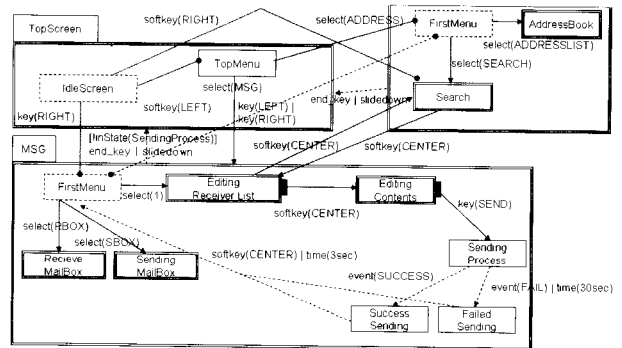 softkey(RIGHT)
select(ADDRESS)
TopScreen
FirstMenu
AddressBook
select(ADDRESSLIST)
TopMenu
select(SEARCH)
IdleScreen
select(MSG)
end_key | slidedown
Search
key(RIGHT)
softkey(LEFT)
key(LEFT) |
key(RIGHT)
[!InState(SendingProcess)]
end_key | slidedown
softkey(CENTER)
softkey(CENTER)
MSG
FirstMenu
select(1)
Editing
Receiver List
softkey(CENTER)
Editing
Contents
key(SEND)
select(RBOX)
select(SBOX)
Recieve
MailBox
Sending
MailBox
softkey(CENTER) | time(3sec)
Sending
Process
event(SUCCESS)
event(FAIL) | time(30sec)
Success
Sending
Failed
Sending